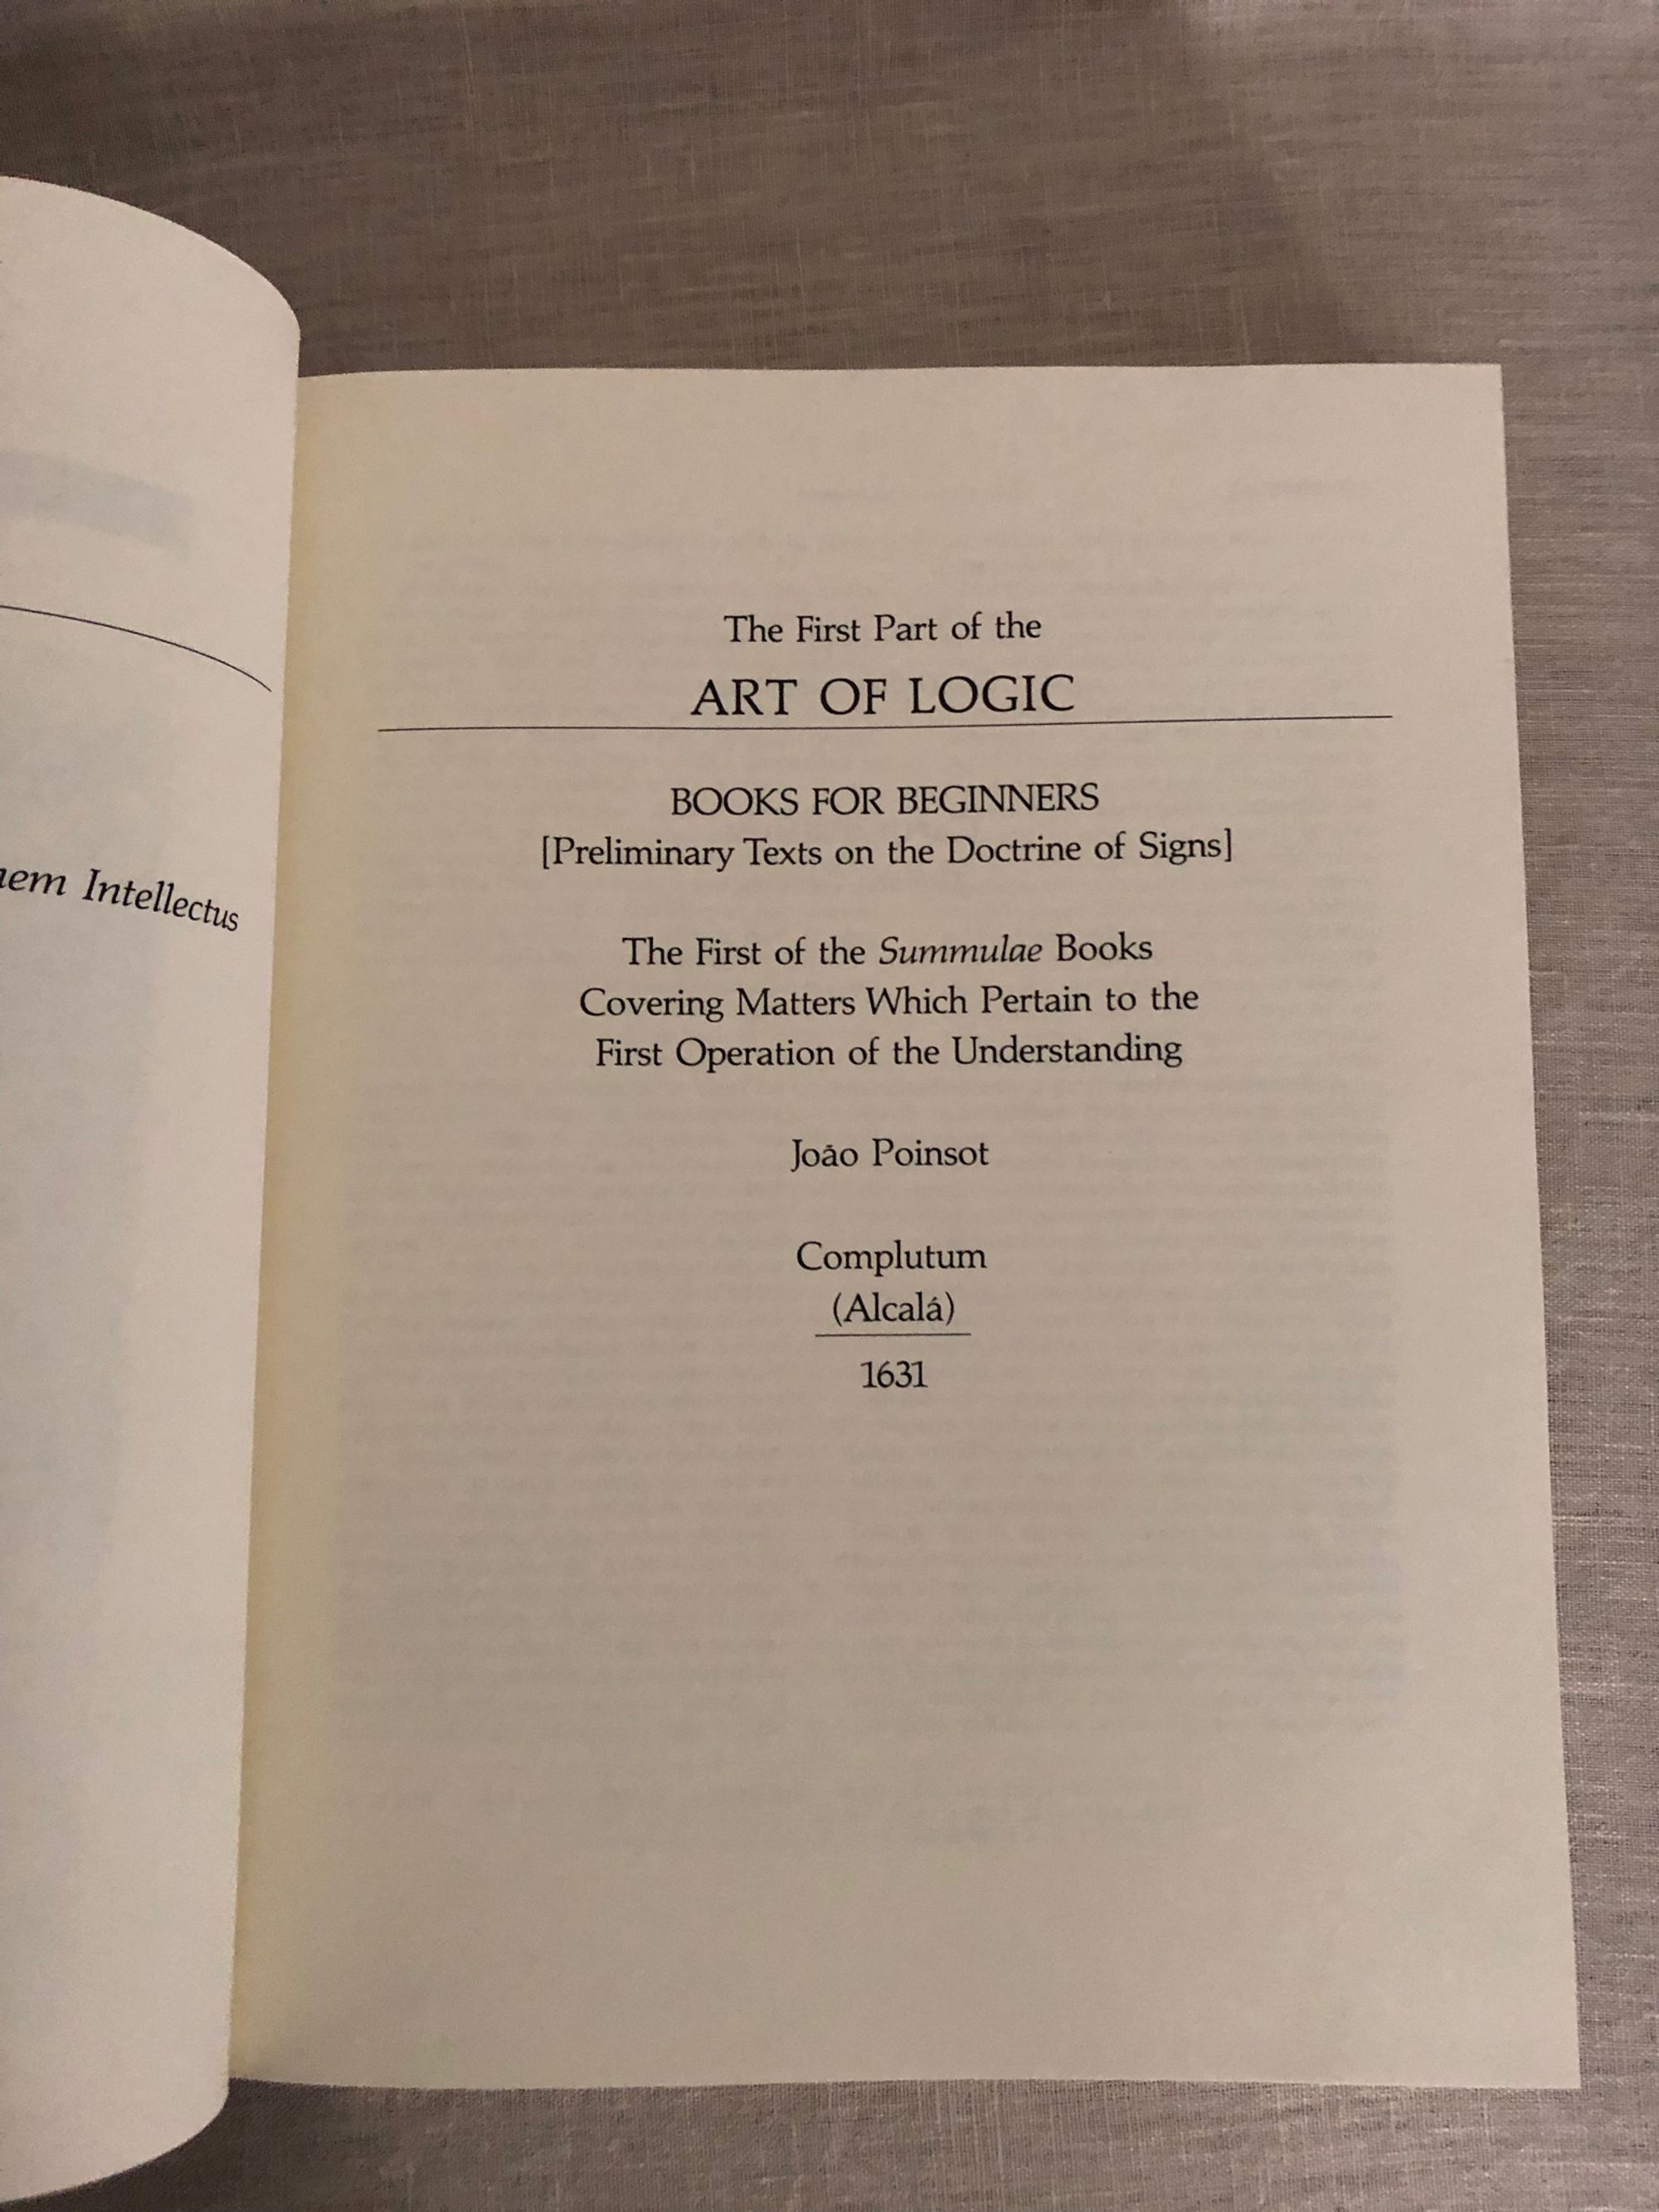 Intellectus
The First Part of the
ART OF LOGIC
BOOKS FOR BEGINNERS
[Preliminary Texts on the Doctrine of Signs]
The First of the Summulae Books
Covering Matters Which Pertain to the
First Operation of the Understanding
João Poinsot
Complutum
(Alcalá)
1631